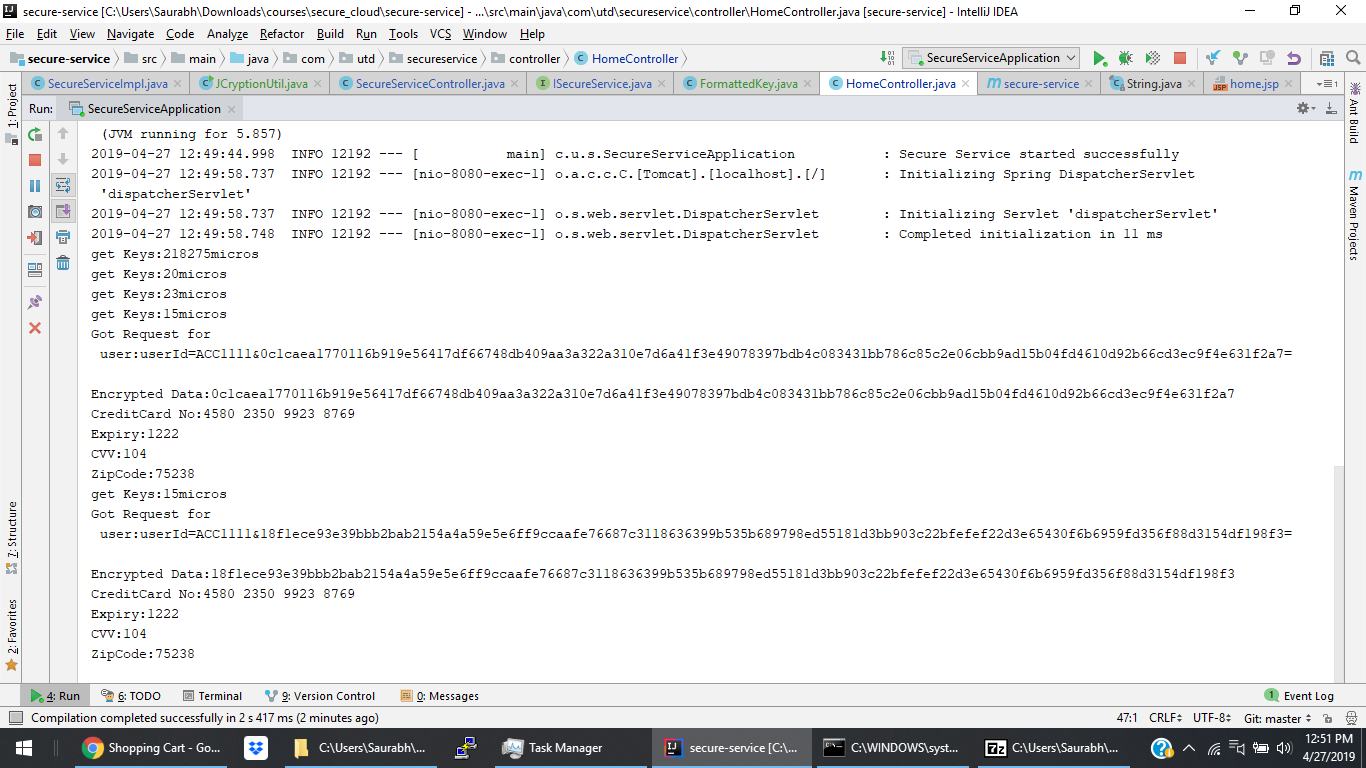 secure-service [C:\Users\Saurabh\Downloads\courses\secure_cloud\secure-service] - ...\src\main\java\com\utd\secureservice\controller\HomeController.java [secure-service] - IntelliJ IDEA
File Edit View Navigate Code Analyze Refactor Build Run Tools VCS Window Help
secure-service src main java com utd secureservice controller HomeController SecureServiceApplication
SecureServiceImpl.java JCryptionUtil.java SecureServiceController.java ISecureService.java FormattedKey.java HomeController.java secure-service String.java home.jsp
1: Project
Run: SecureServiceApplication
Ant Build
Maven Projects
(JVM running for 5.857)
2019-04-27 12:49:44.998 INFO 12192 --- [ main] c.u.s.SecureServiceApplication : Secure Service started successfully
2019-04-27 12:49:58.737 INFO 12192 --- [nio-8080-exec-1] o.a.c.c.C.[Tomcat].[localhost].[/] : Initializing Spring DispatcherServlet
'dispatcherServlet'
2019-04-27 12:49:58.737 INFO 12192 --- [nio-8080-exec-1] o.s.web.servlet.DispatcherServlet : Initializing Servlet 'dispatcherServlet'
2019-04-27 12:49:58.748 INFO 12192 --- [nio-8080-exec-1] o.s.web.servlet.DispatcherServlet : Completed initialization in 11 ms
get Keys:218275micros
get Keys:20micros
get Keys:23micros
get Keys:15micros
Got Request for
user:userId=ACC1111&0c1caea1770116b919e56417df66748db409aa3a322a310e7d6a41f3e49078397bdb4c083431bb786c85c2e06cbb9ad15b04fd4610d92b66cd3ec9f4e631f2a7=
Encrypted Data:0c1caea1770116b919e56417df66748db409aa3a322a310e7d6a41f3e49078397bdb4c083431bb786c85c2e06cbb9ad15b04fd4610d92b66cd3ec9f4e631f2a7
CreditCard No:4580 2350 9923 8769
Expiry:1222
CVV:104
ZipCode:75238
get Keys:15micros
Got Request for
user:userId=ACC1111&18f1ece93e39bbb2bab2154a4a59e5e6ff9ccaafe76687c3118636399b535b689798ed55181d3bb903c22bfefef22d3e65430f6b6959fd356f88d3154df198f3=
Encrypted Data:18f1ece93e39bbb2bab2154a4a59e5e6ff9ccaafe76687c3118636399b535b689798ed55181d3bb903c22bfefef22d3e65430f6b6959fd356f88d3154df198f3
CreditCard No:4580 2350 9923 8769
Expiry:1222
CVV:104
ZipCode:75238
7: Structure
2: Favorites
4: Run 6: TODO Terminal 9: Version Control 0: Messages 1 Event Log
Compilation completed successfully in 2 s 417 ms (2 minutes ago) 47:1 CRLF UTF-8 Git: master
Shopping Cart - Go... C:\Users\Saurabh\... Task Manager secure-service [C:\... C:\WINDOWS\syst... C:\Users\Saurabh\... 12:51 PM
4/27/2019